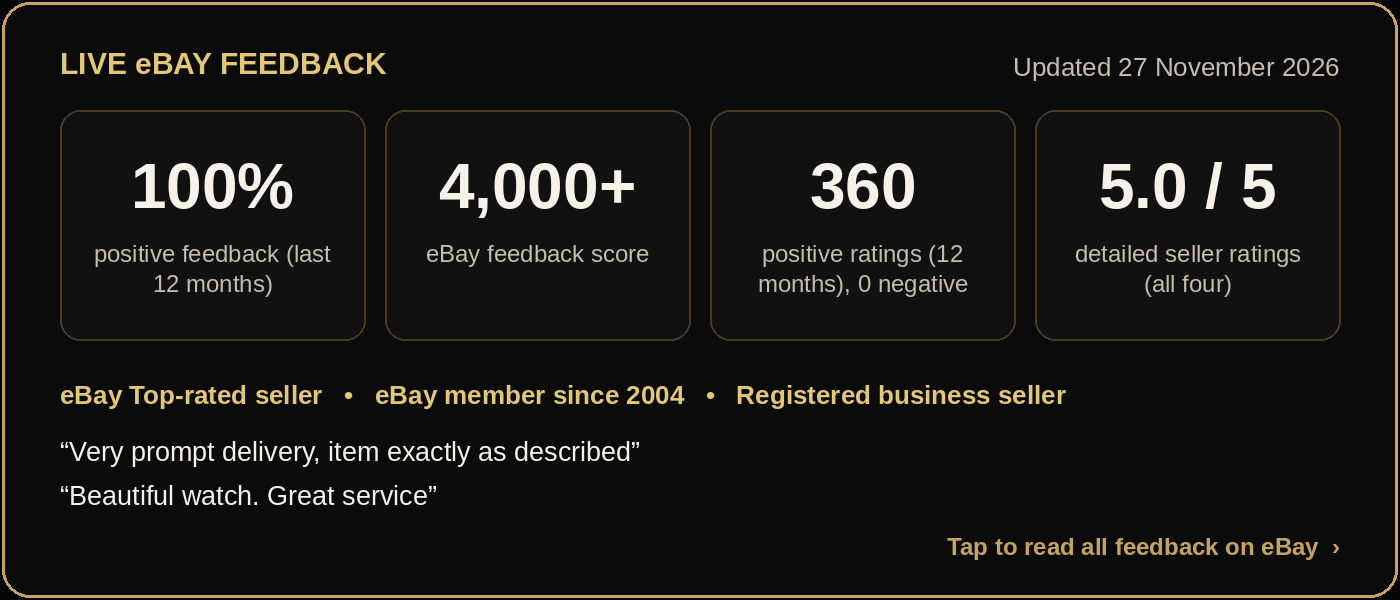 LIVE eBAY FEEDBACK
Updated 27 November 2026
100%
positive feedback (last
12 months)
4,000+
eBay feedback score
360
positive ratings (12
months), 0 negative
5.0 / 5
detailed seller ratings
(all four)
eBay Top-rated seller • eBay member since 2004 • Registered business seller
“Very prompt delivery, item exactly as described”
“Beautiful watch. Great service”
Tap to read all feedback on eBay ›